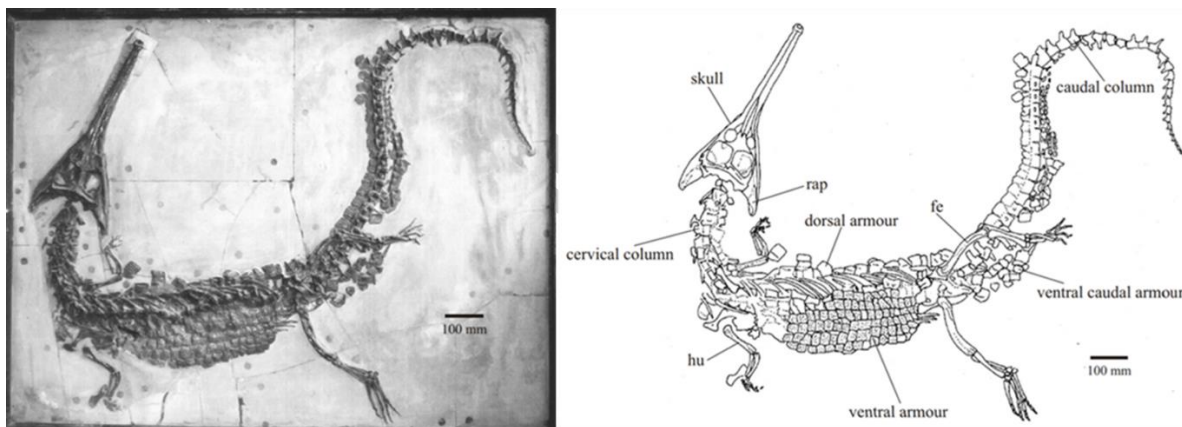 100 mm
skull
caudal column
rap
fe
dorsal armour
cervical column
ventral caudal armour
hu
100 mm
ventral armour